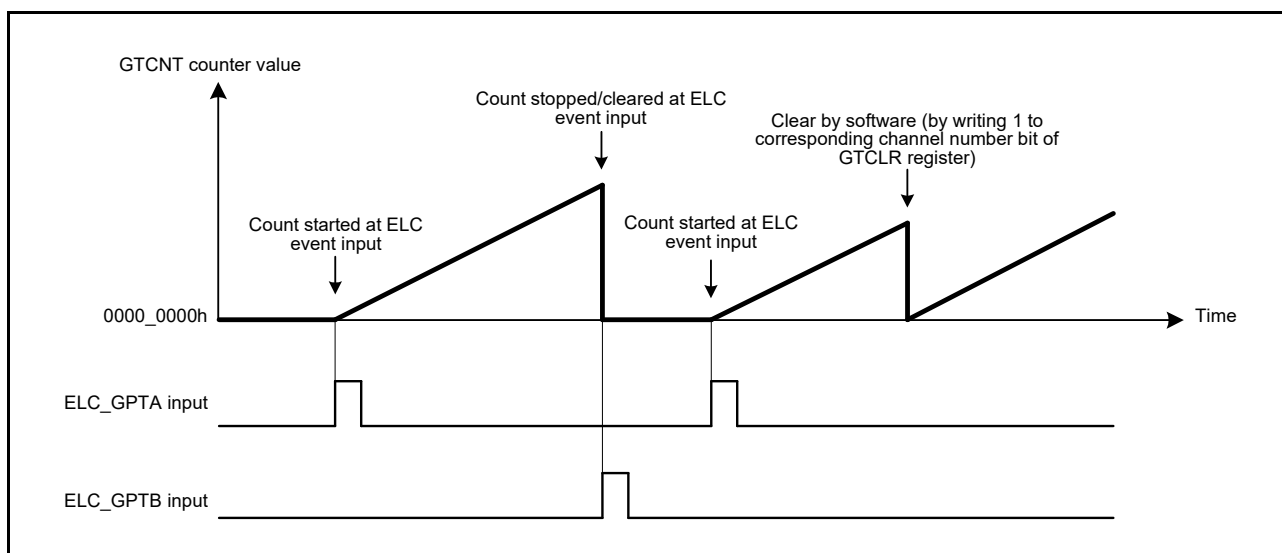 GTCNT counter value
Count stopped/cleared at ELC
event input
Clear by software (by writing 1 to
corresponding channel number bit of
GTCLR register)
Count started at ELC
event input
Count started at ELC
event input
0000_0000h
Time
ELC_GPTA input
ELC_GPTB input